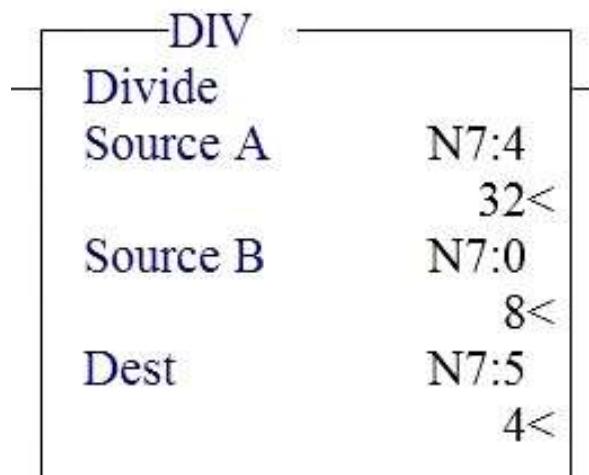 DIV
Divide
Source A N7:4
32<
Source B N7:0
8<
Dest N7:5
4<